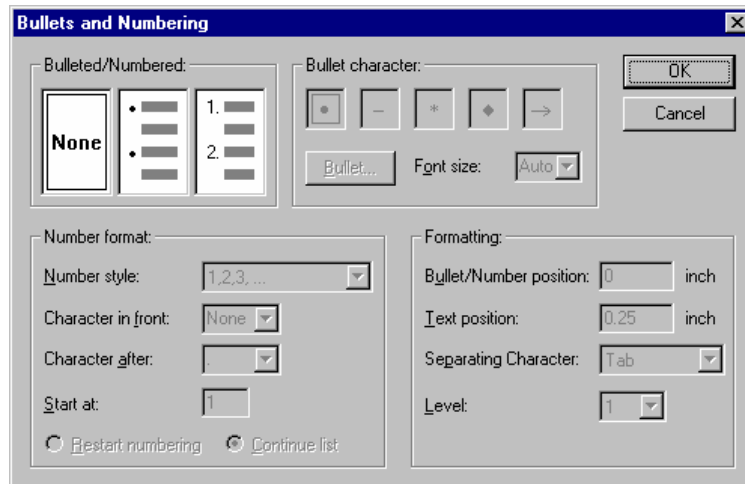 Bullets and Numbering
Bulleted/Numbered:
None
1.
2.
Bullet character:
Bullet...
Font size:
Auto
OK
Cancel
Number format:
Number style:
1,2,3, ...
Character in front:
None
Character after:
.
Start at:
1
Restart numbering
Continue list
Formatting:
Bullet/Number position:
0
inch
Text position:
0.25
inch
Separating Character:
Tab
Level:
1